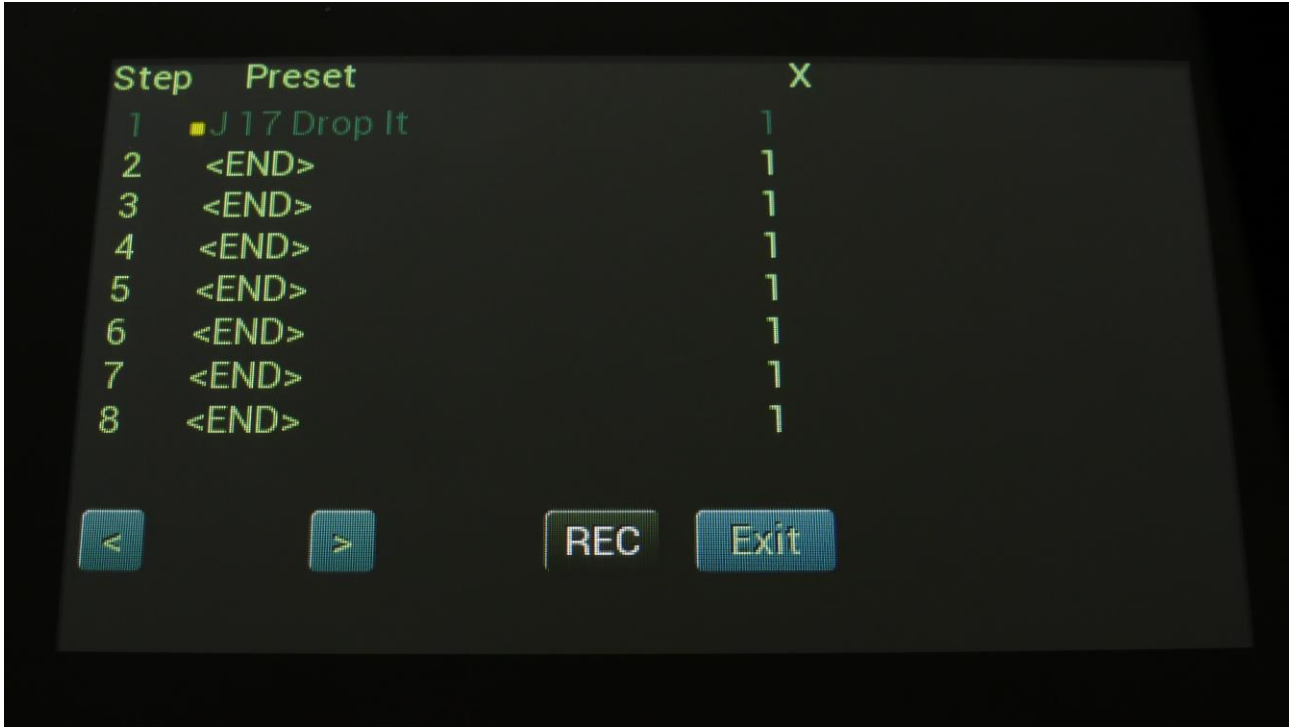 Step Preset X
1 J 17 Drop It 1
2 <END> 1
3 <END> 1
4 <END> 1
5 <END> 1
6 <END> 1
7 <END> 1
8 <END> 1
< > REC Exit